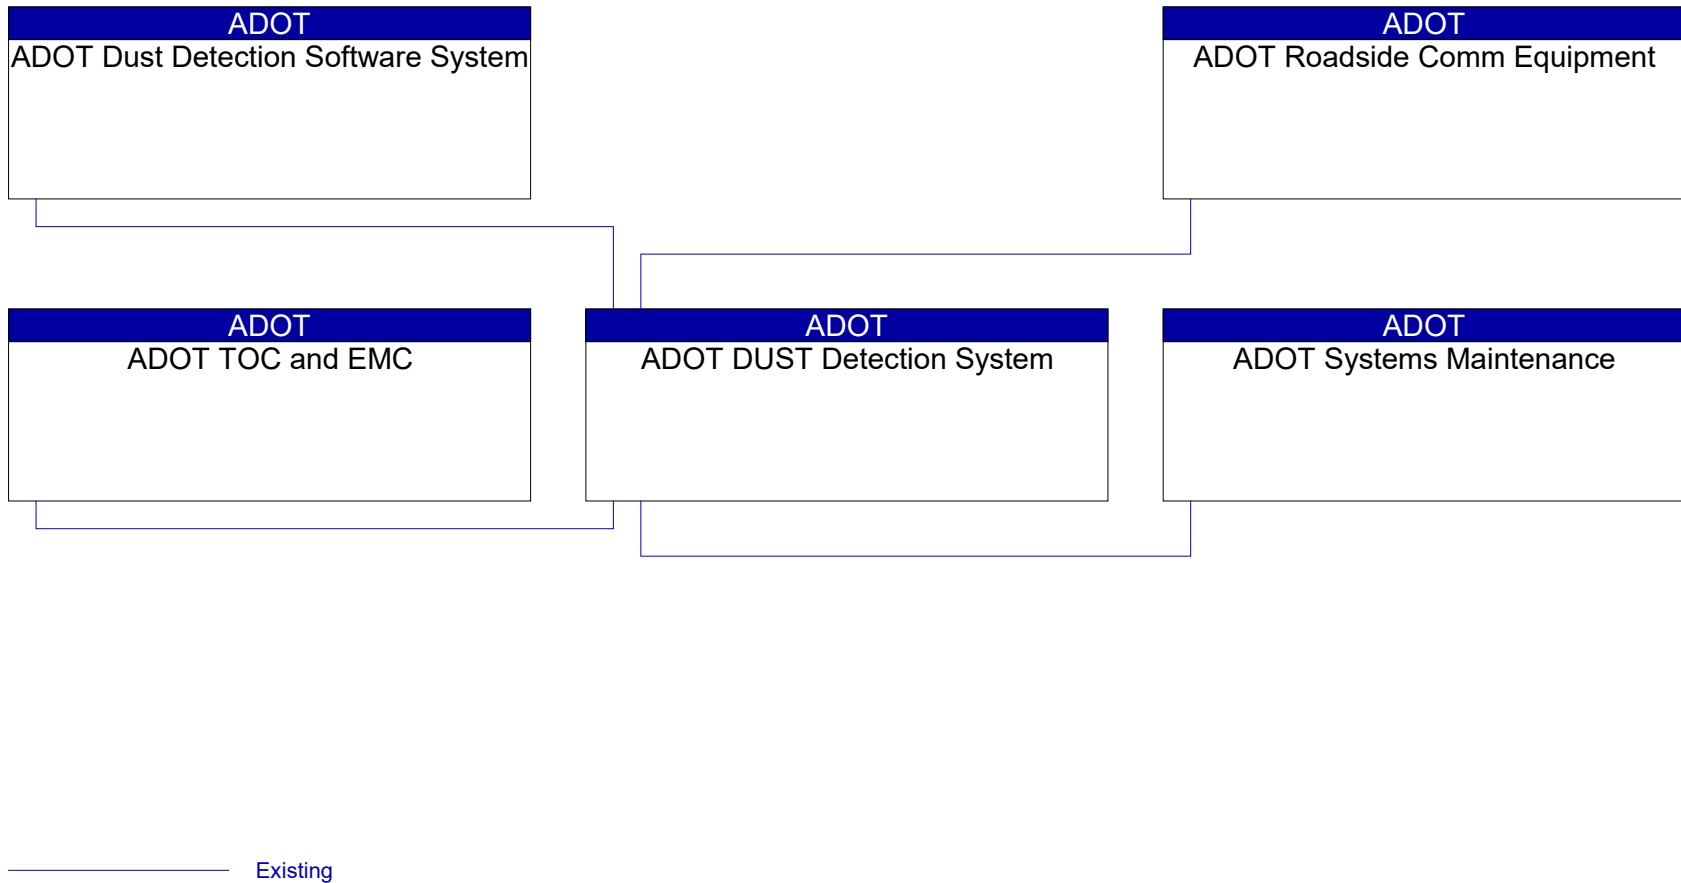 ADOT
ADOT Dust Detection Software System
ADOT
ADOT Roadside Comm Equipment
ADOT
ADOT TOC and EMC
ADOT
ADOT DUST Detection System
ADOT
ADOT Systems Maintenance
Existing